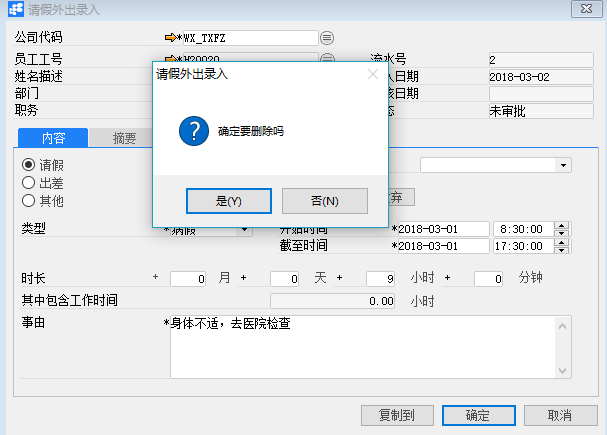 请假外出录入
公司代码 *WX_TXFZ
员工工号 *H20020 流水号 2
姓名描述 入日期 2018-03-02
部门 日期
职务 态 未审批
请假外出录入
确定要删除吗
是(Y) 否(N)
内容 摘要
请假
出差 弃
其他
类型 *病假 开始时间 *2018-03-01 8:30:00
截至时间 *2018-03-01 17:30:00
时长 + 0 月 + 0 天 + 9 小时 + 0 分钟
其中包含工作时间 0.00 小时
事由 *身体不适，去医院检查
复制到 确定 取消